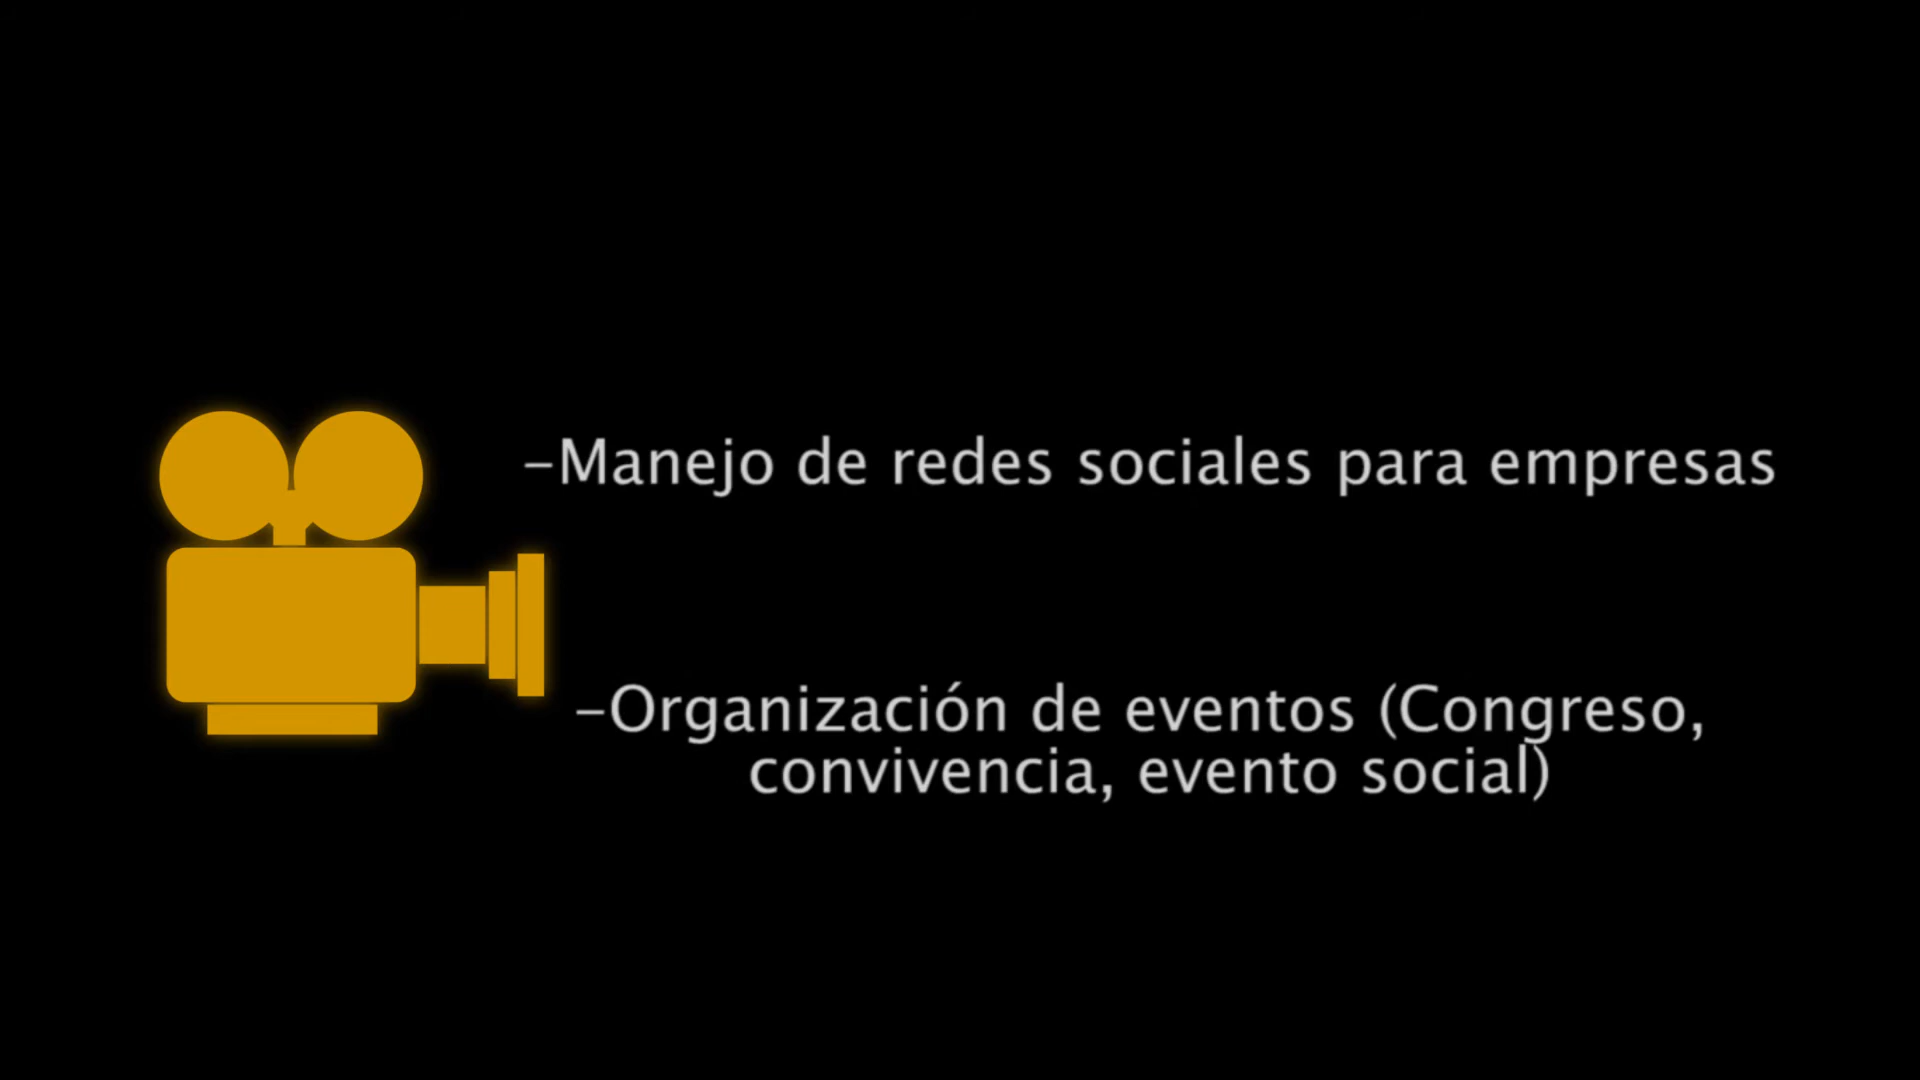 -Manejo de redes sociales para empresas
-Organización de eventos (Congreso,
convivencia, evento social)